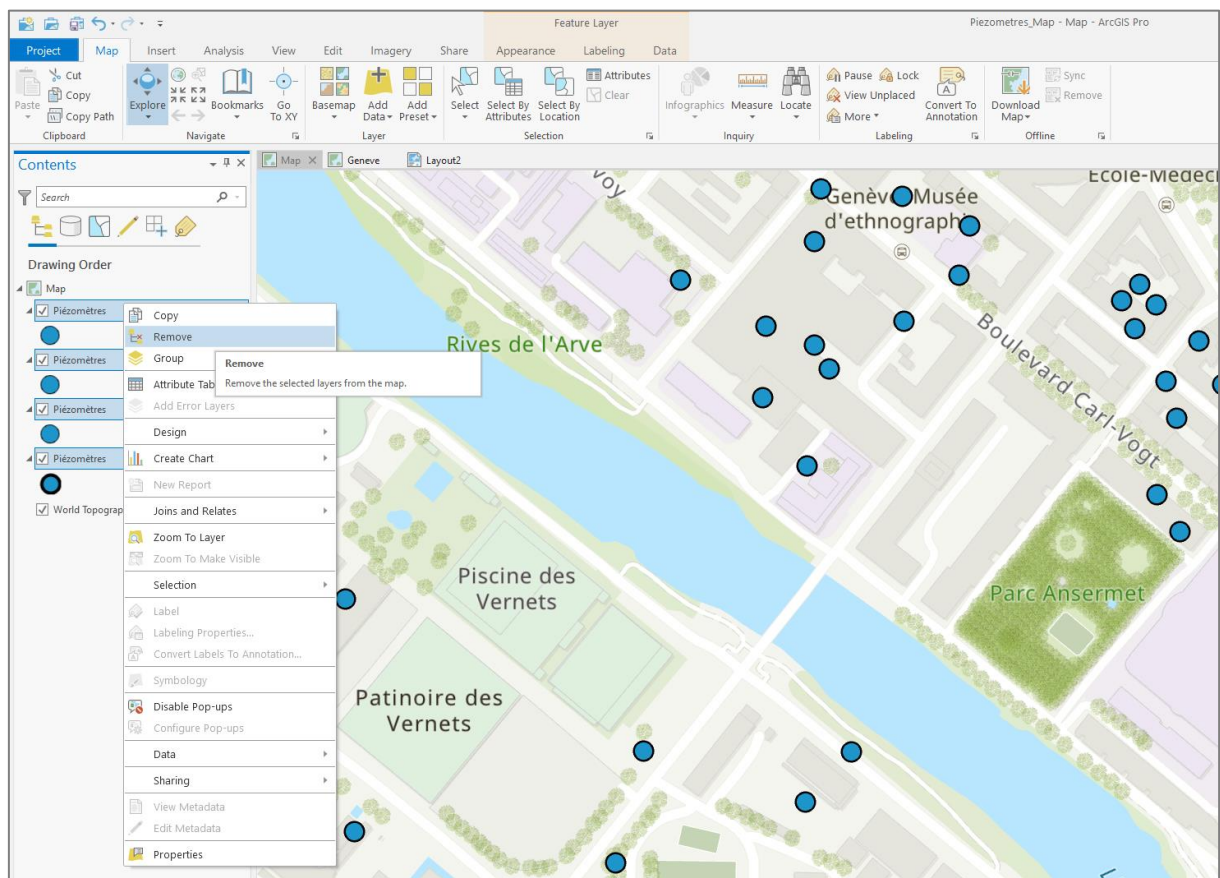 Feature Layer
Piezometres_Map - Map - ArcGIS Pro
Project Map Insert Analysis View Edit Imagery Share Appearance Labeling Data
Paste
Cut
Copy
Copy Path
Clipboard
Explore
Bookmarks
Go To XY
Navigate
Basemap
Add Data
Add Preset
Layer
Select
Select By Attributes
Select By Location
Attributes
Clear
Selection
Infographics
Measure
Locate
Inquiry
Pause
Lock
View Unplaced
More
Convert To Annotation
Labeling
Download Map
Sync
Remove
Offline
Contents
Search
Drawing Order
Map
Piézomètres
Piézomètres
Piézomètres
Piézomètres
World Topograp
Copy
Remove
Group
Attribute Tab
Add Error Layers
Design
Create Chart
New Report
Joins and Relates
Zoom To Layer
Zoom To Make Visible
Selection
Label
Labeling Properties...
Convert Labels To Annotation...
Symbology
Disable Pop-ups
Configure Pop-ups
Data
Sharing
View Metadata
Edit Metadata
Properties
Remove
Remove the selected layers from the map.
Map
Geneve
Layout2
voy
École-Médeci
Genève Musée
d'ethnographi
Rives de l'Arve
Boulevard Carl-Vogt
Piscine des
Vernets
Parc Ansermet
Patinoire des
Vernets